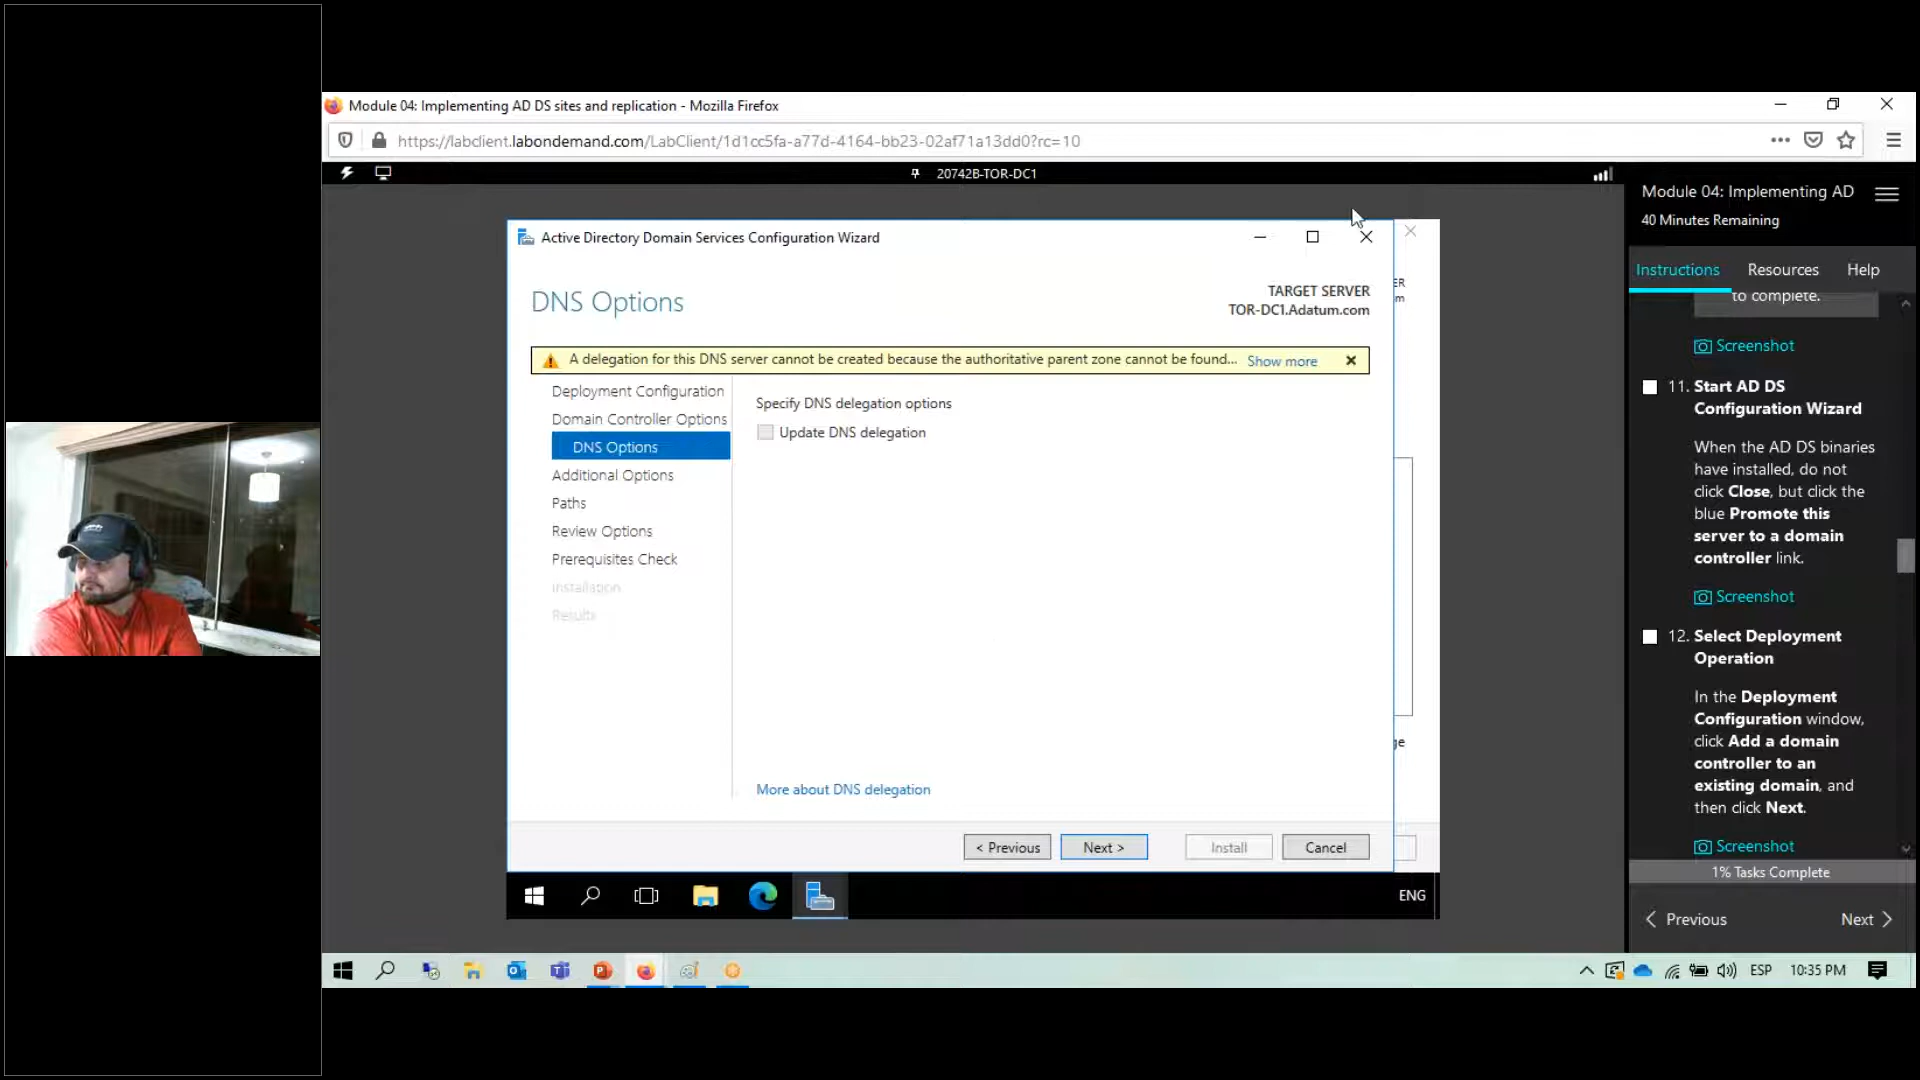 Module 04: Implementing AD DS sites and replication - Mozilla Firefox
https://labclient.labondemand.com/LabClient/1d1cc5fa-a77d-4164-bb23-02af71a13dd0?rc=10
20742B-TOR-DC1
Active Directory Domain Services Configuration Wizard
DNS Options
TARGET SERVER
TOR-DC1.Adatum.com
A delegation for this DNS server cannot be created because the authoritative parent zone cannot be found... Show more
Deployment Configuration
Domain Controller Options
DNS Options
Additional Options
Paths
Review Options
Prerequisites Check
Installation
Results
Specify DNS delegation options
Update DNS delegation
More about DNS delegation
< Previous
Next >
Install
Cancel
ER
m
ge
ENG
Module 04: Implementing AD
40 Minutes Remaining
Instructions
Resources
Help
to complete.
Screenshot
11. Start AD DS
Configuration Wizard
When the AD DS binaries
have installed, do not
click Close, but click the
blue Promote this
server to a domain
controller link.
Screenshot
12. Select Deployment
Operation
In the Deployment
Configuration window,
click Add a domain
controller to an
existing domain, and
then click Next.
Screenshot
1% Tasks Complete
Previous
Next
ESP
10:35 PM